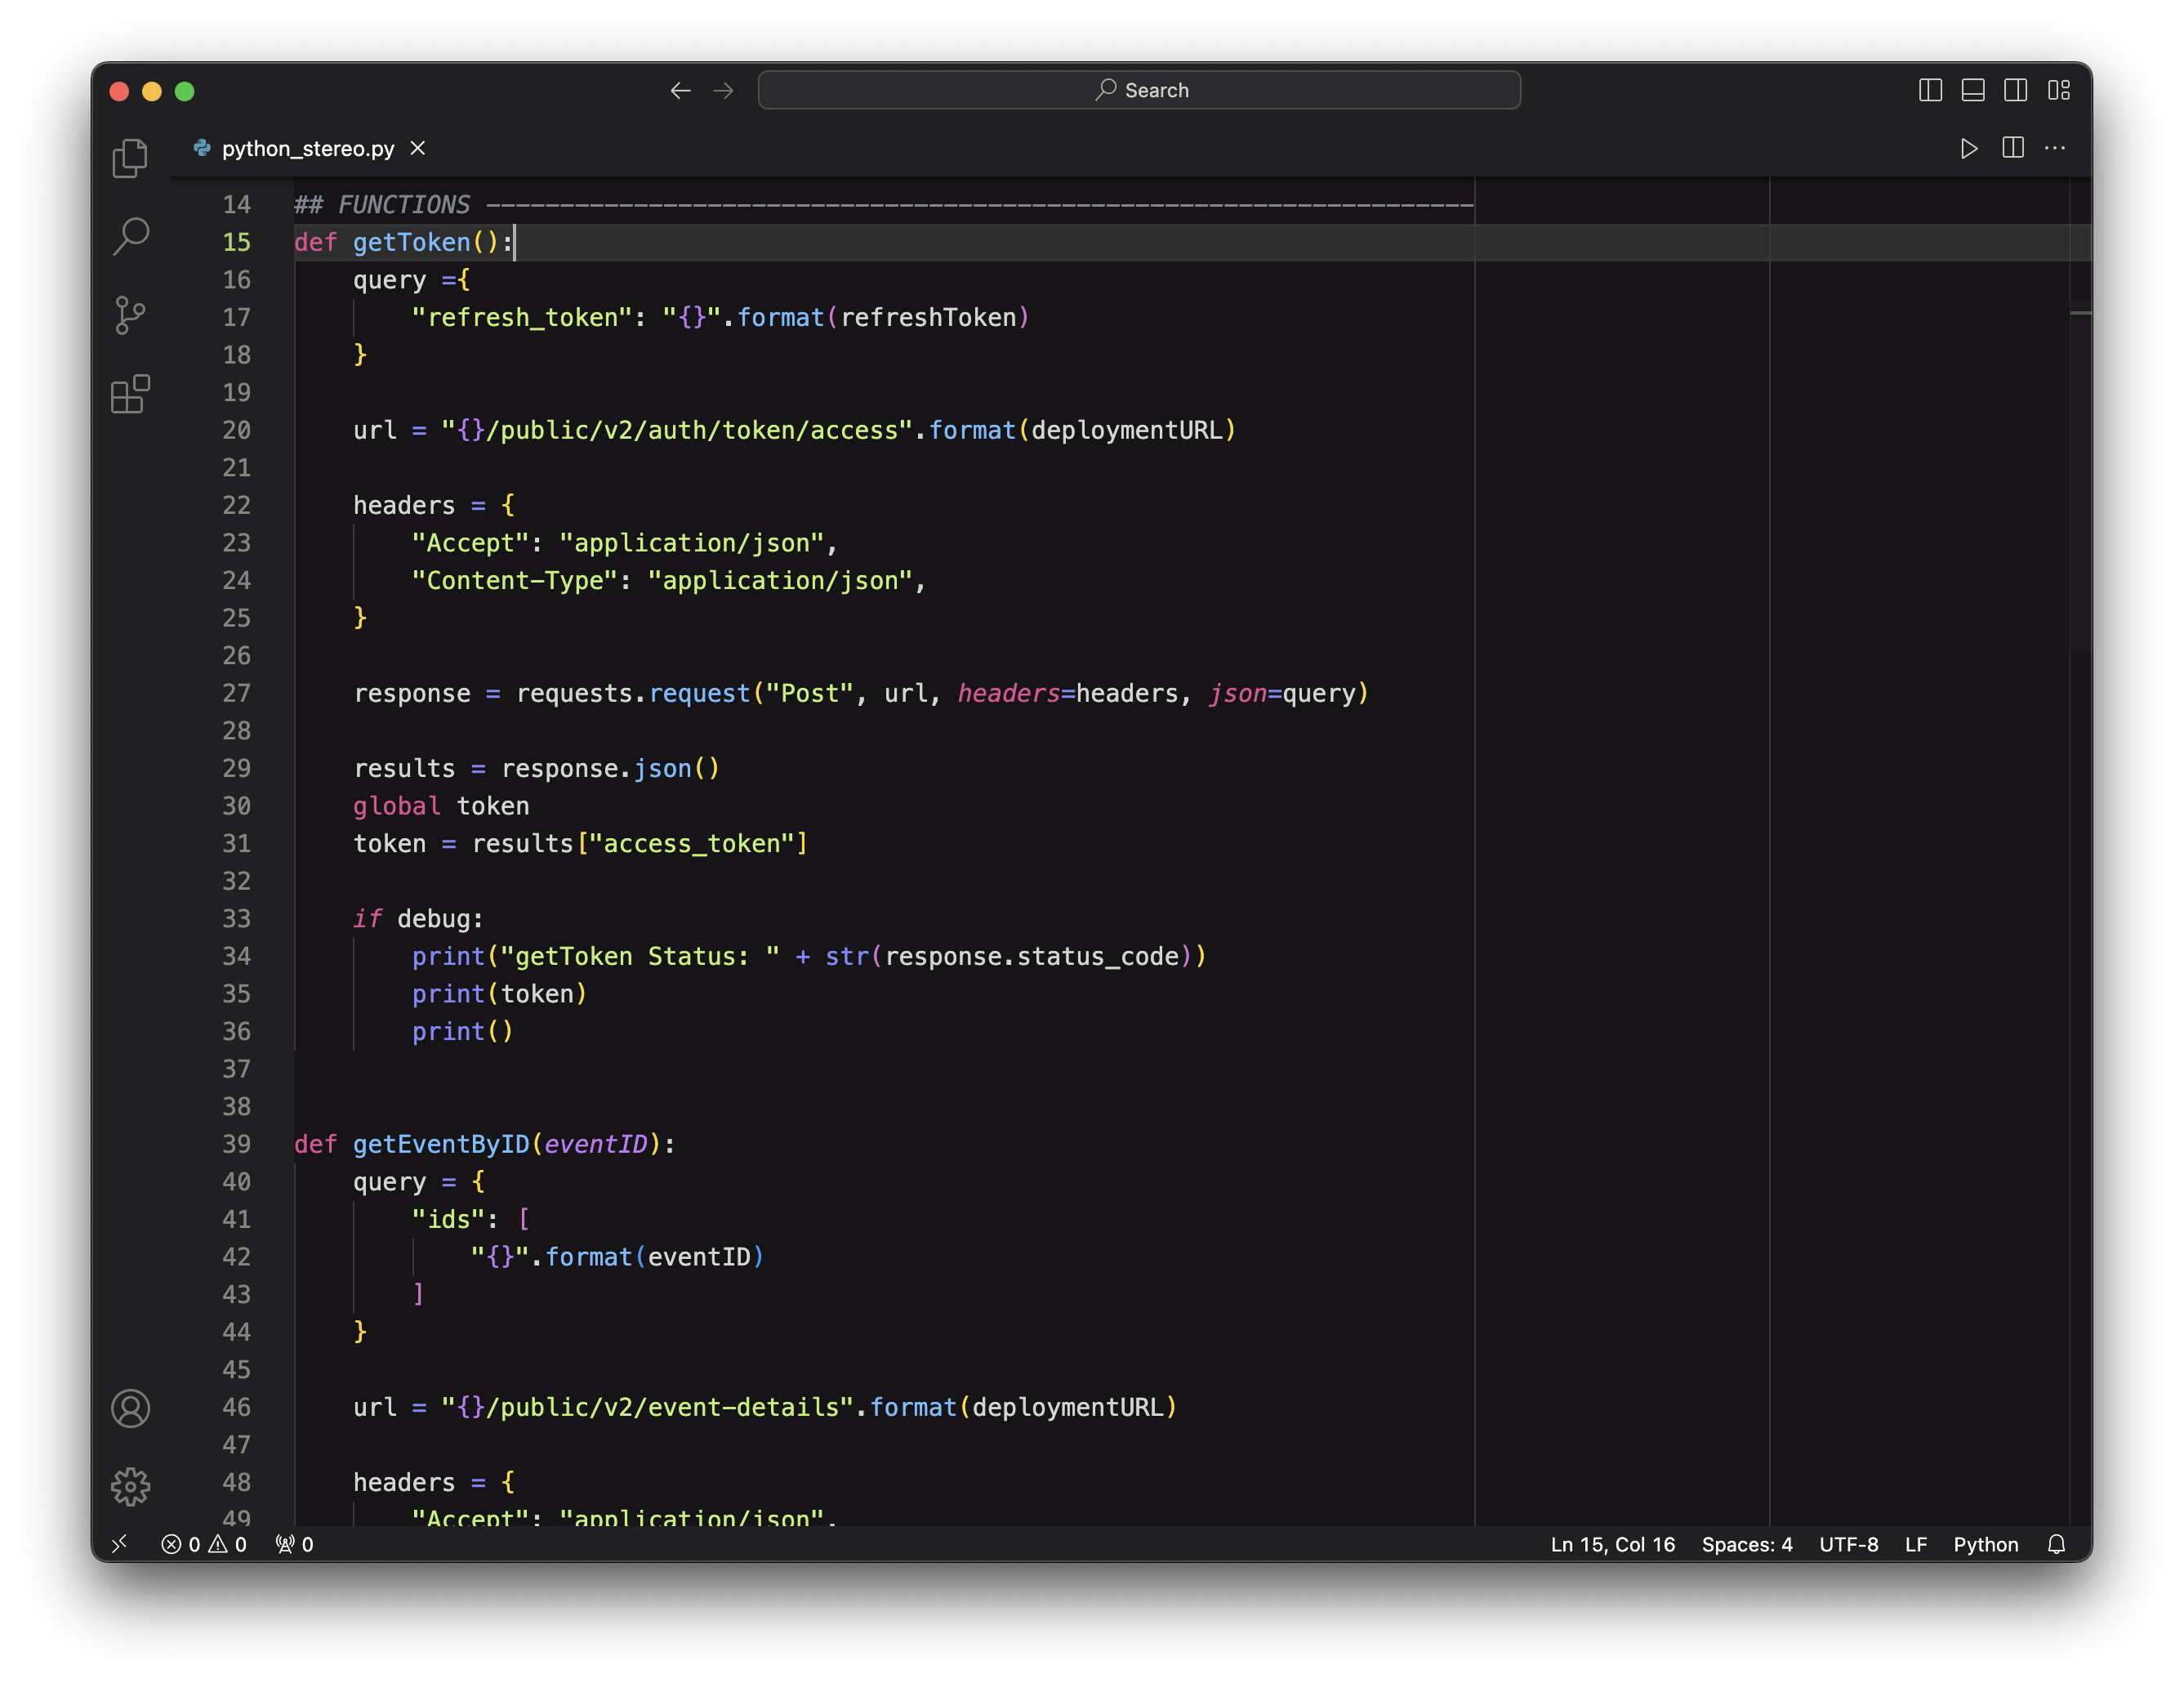 Search
python_stereo.py
14 ## FUNCTIONS -------------------------------------------------------------------
15 def getToken():
16     query ={
17         "refresh_token": "{}".format(refreshToken)
18     }
19
20     url = "{}/public/v2/auth/token/access".format(deploymentURL)
21
22     headers = {
23         "Accept": "application/json",
24         "Content-Type": "application/json",
25     }
26
27     response = requests.request("Post", url, headers=headers, json=query)
28
29     results = response.json()
30     global token
31     token = results["access_token"]
32
33     if debug:
34         print("getToken Status: " + str(response.status_code))
35         print(token)
36         print()
37
38
39 def getEventByID(eventID):
40     query = {
41         "ids": [
42             "{}".format(eventID)
43         ]
44     }
45
46     url = "{}/public/v2/event-details".format(deploymentURL)
47
48     headers = {
49         "Accept": "application/json",
0 0 0 Ln 15, Col 16 Spaces: 4 UTF-8 LF Python